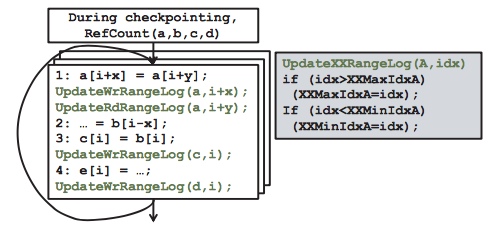 During checkpointing,
RefCount(a,b,c,d)
1: a[i+x] = a[i+y];
UpdateWrRangeLog(a,i+x);
UpdateRdRangeLog(a,i+y);
2: … = b[i-x];
3: c[i] = b[i];
UpdateWrRangeLog(c,i);
4: e[i] = …;
UpdateWrRangeLog(d,i);
UpdateXXRangeLog(A,idx)
if (idx>XXMaxIdxA)
(XXMaxIdxA=idx);
If (idx<XXMinIdxA)
(XXMinIdxA=idx);